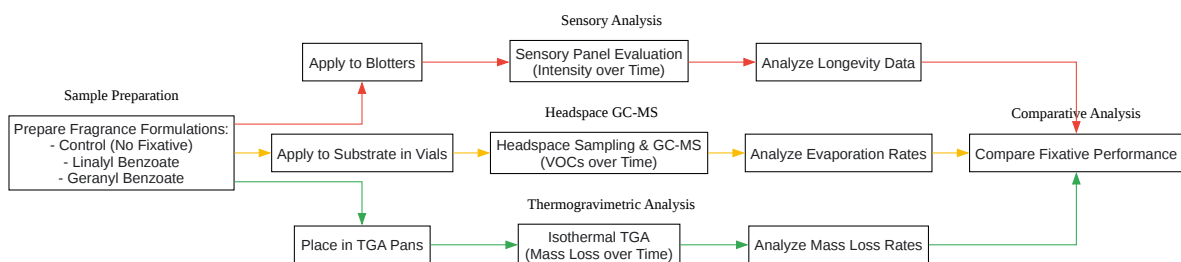 Sensory Analysis
Apply to Blotters
Sensory Panel Evaluation
(Intensity over Time)
Analyze Longevity Data
Sample Preparation
Prepare Fragrance Formulations:
- Control (No Fixative)
- Linalyl Benzoate
- Geranyl Benzoate
Headspace GC-MS
Apply to Substrate in Vials
Headspace Sampling & GC-MS
(VOCs over Time)
Analyze Evaporation Rates
Comparative Analysis
Compare Fixative Performance
Thermogravimetric Analysis
Place in TGA Pans
Isothermal TGA
(Mass Loss over Time)
Analyze Mass Loss Rates